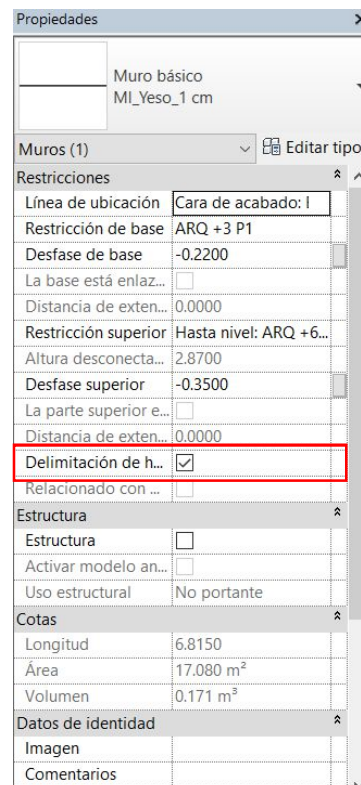 Propiedades
Muro básico
MI_Yeso_1 cm
Muros (1) Editar tipo
Restricciones
Línea de ubicación Cara de acabado:
Restricción de base ARQ +3 P1
Desfase de base -0.2200
La base está enlaz...
Distancia de exten... 0.0000
Restricción superior Hasta nivel: ARQ +6...
Altura desconecta... 2.8700
Desfase superior -0.3500
La parte superior e...
Distancia de exten... 0.0000
Delimitación de h...
Relacionado con ...
Estructura
Estructura
Activar modelo an...
Uso estructural No portante
Cotas
Longitud 6.8150
Área 17.080 m²
Volumen 0.171 m³
Datos de identidad
Imagen
Comentarios